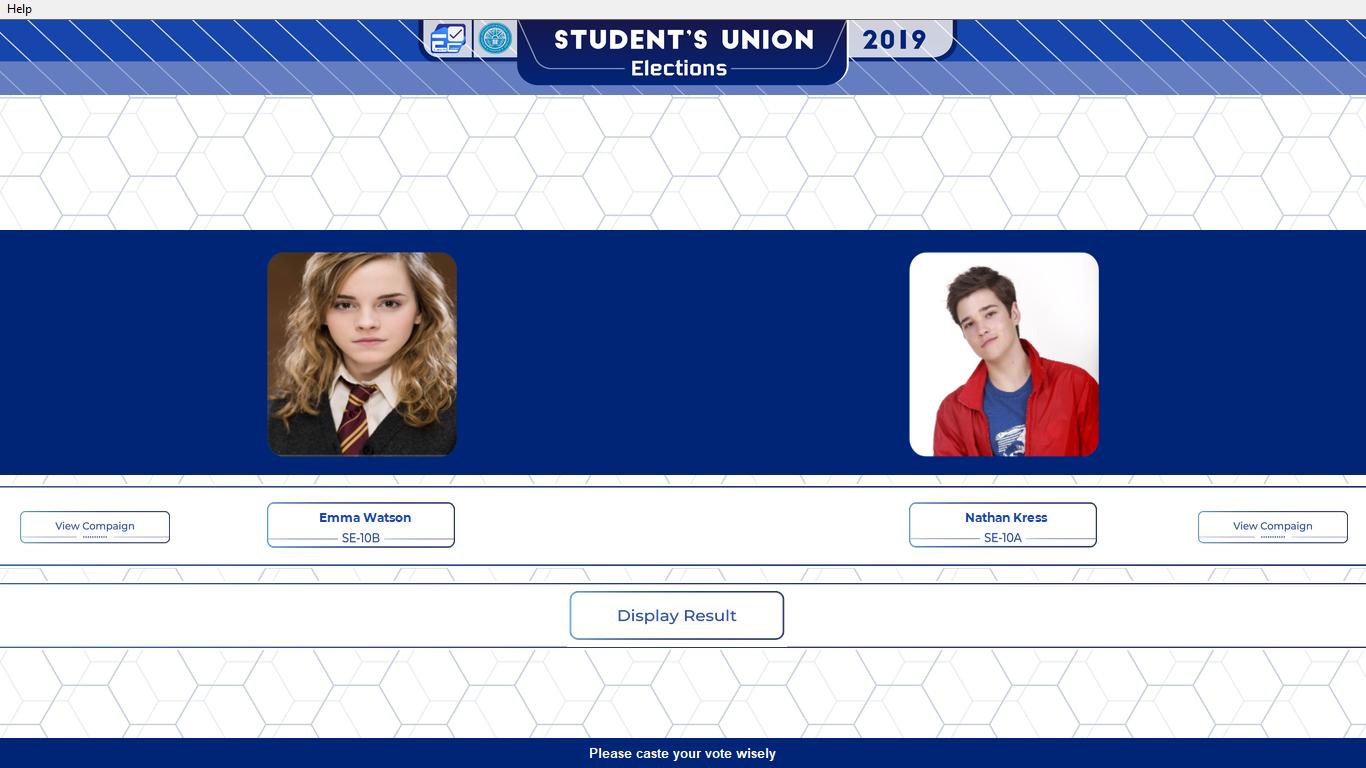 Help
STUDENT'S UNION
2019
Elections
View Compaign
Emma Watson
SE-10B
Nathan Kress
SE-10A
View Compaign
Display Result
Please caste your vote wisely